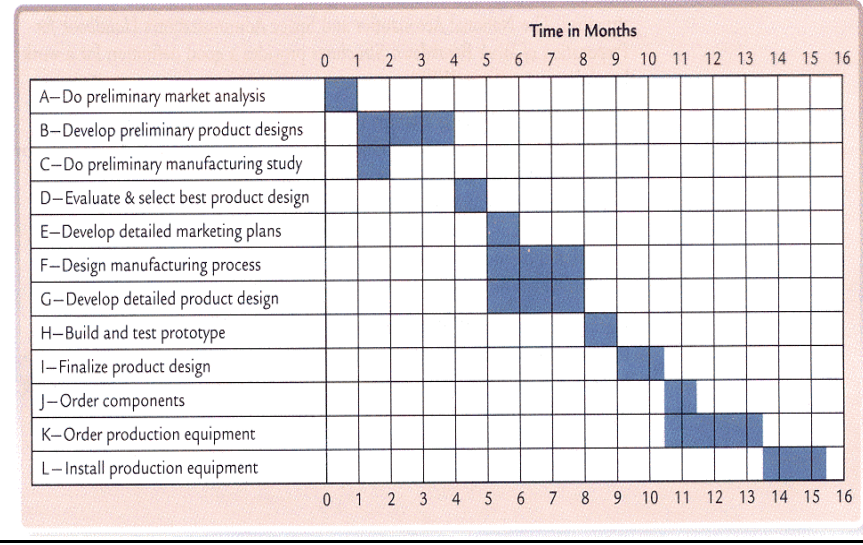 Time in Months
0 1 2 3 4 5 6 7 8 9 10 11 12 13 14 15 16
A—Do preliminary market analysis
B—Develop preliminary product designs
C—Do preliminary manufacturing study
D—Evaluate & select best product design
E—Develop detailed marketing plans
F—Design manufacturing process
G—Develop detailed product design
H—Build and test prototype
I—Finalize product design
J—Order components
K—Order production equipment
L—Install production equipment
0 1 2 3 4 5 6 7 8 9 10 11 12 13 14 15 16